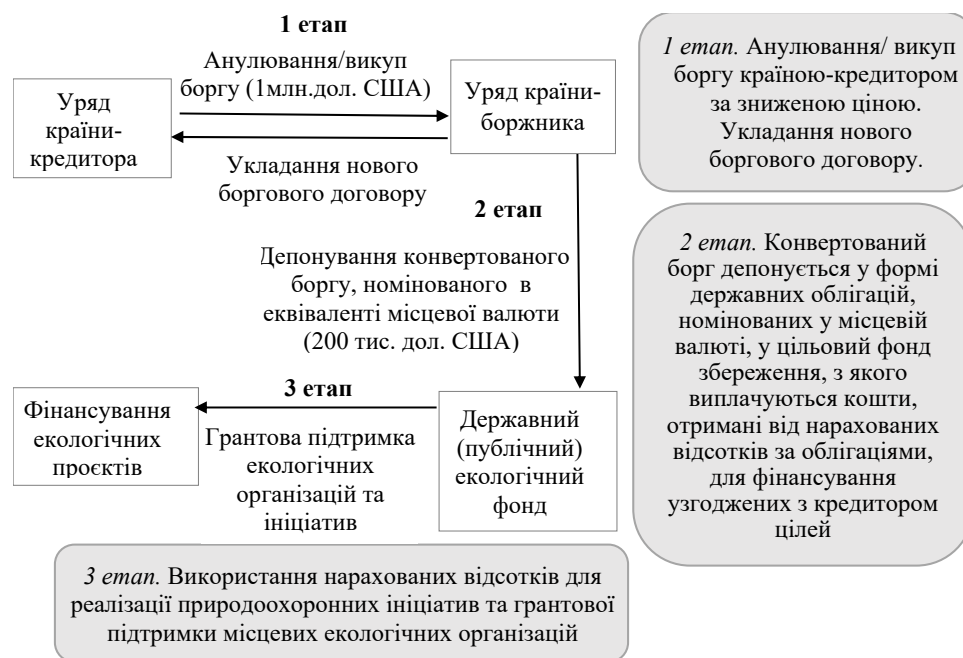 1 етап
Анулювання/викуп
боргу (1млн.дол. США)
Уряд
країни-
кредитора
Уряд країни-
боржника
Укладання нового
боргового договору
1 етап. Анулювання/ викуп
боргу країною-кредитором
за зниженою ціною.
Укладання нового
боргового договору.
2 етап
Депонування конвертованого
боргу, номінованого в
еквіваленті місцевої валюти
(200 тис. дол. США)
2 етап. Конвертований
борг депонується у формі
державних облігацій,
номінованих у місцевій
валюті, у цільовий фонд
збереження, з якого
виплачуються кошти,
отримані від нарахованих
відсотків за облігаціями,
для фінансування
узгоджених з кредитором
цілей
3 етап
Фінансування
екологічних
проєктів
Грантова підтримка
екологічних
організацій та
ініціатив
Державний
(публічний)
екологічний
фонд
3 етап. Використання нарахованих відсотків для
реалізації природоохоронних ініціатив та грантової
підтримки місцевих екологічних організацій